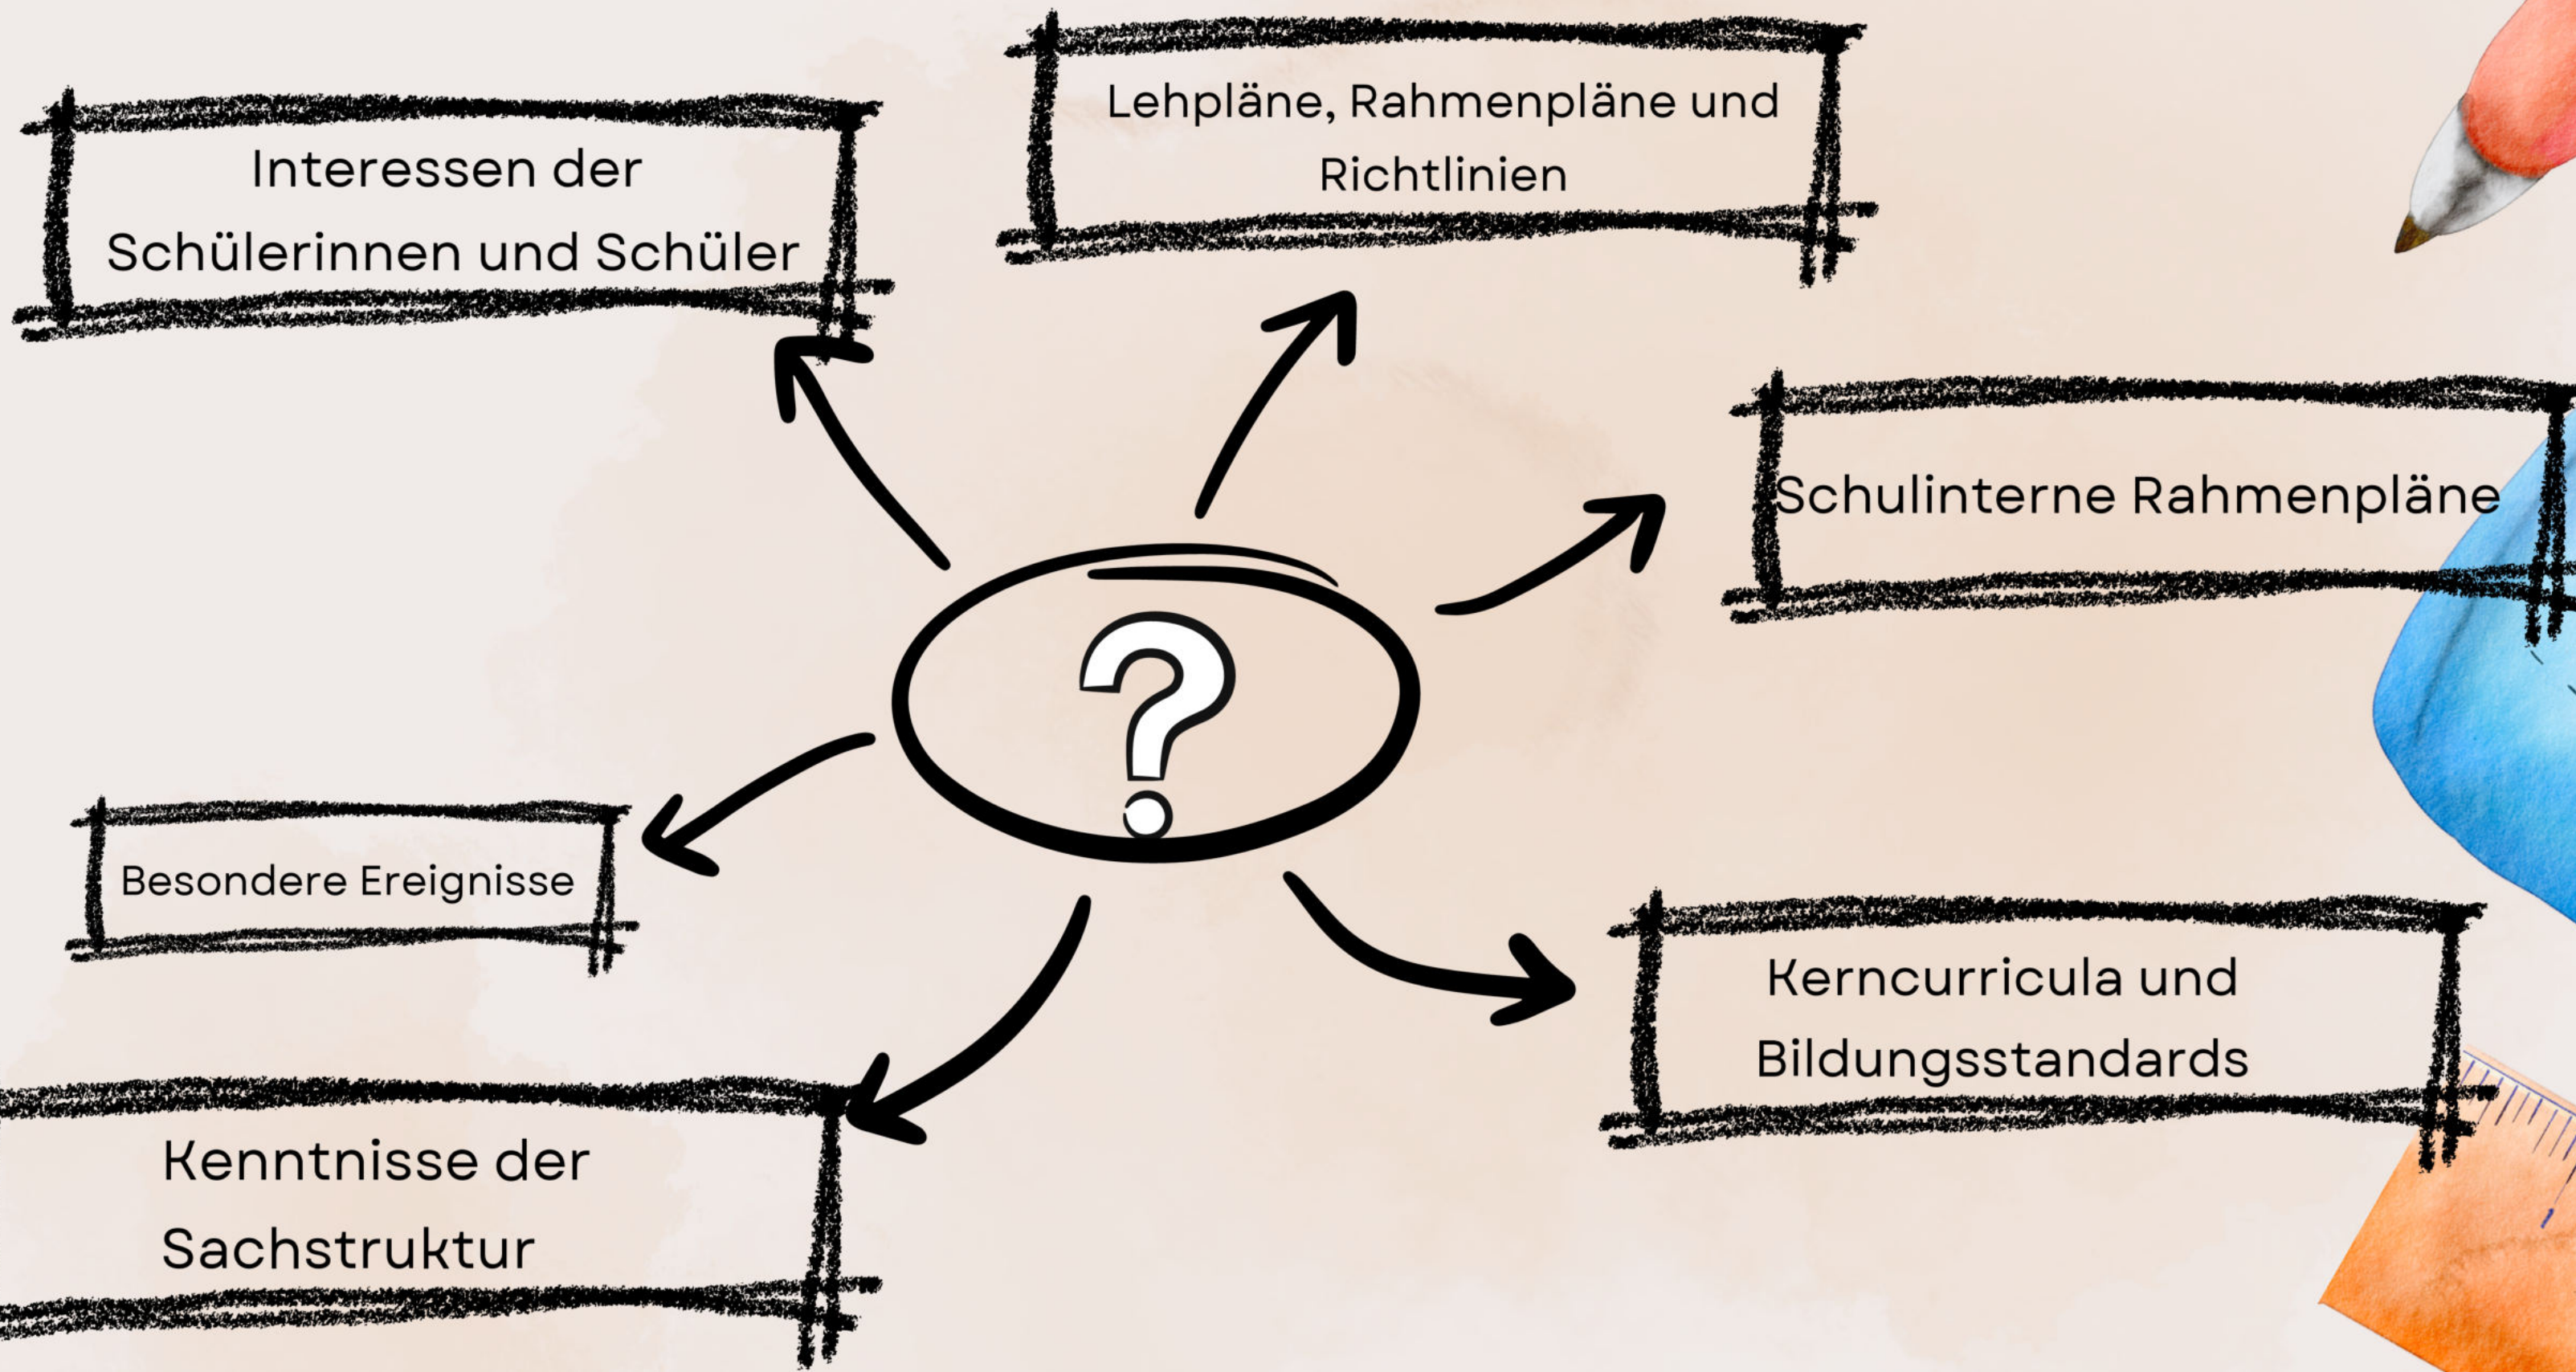 Interessen der
Schülerinnen und Schüler
Lehpläne, Rahmenpläne und
Richtlinien
Schulinterne Rahmenpläne
?
Besondere Ereignisse
Kerncurricula und
Bildungsstandards
Kenntnisse der
Sachstruktur